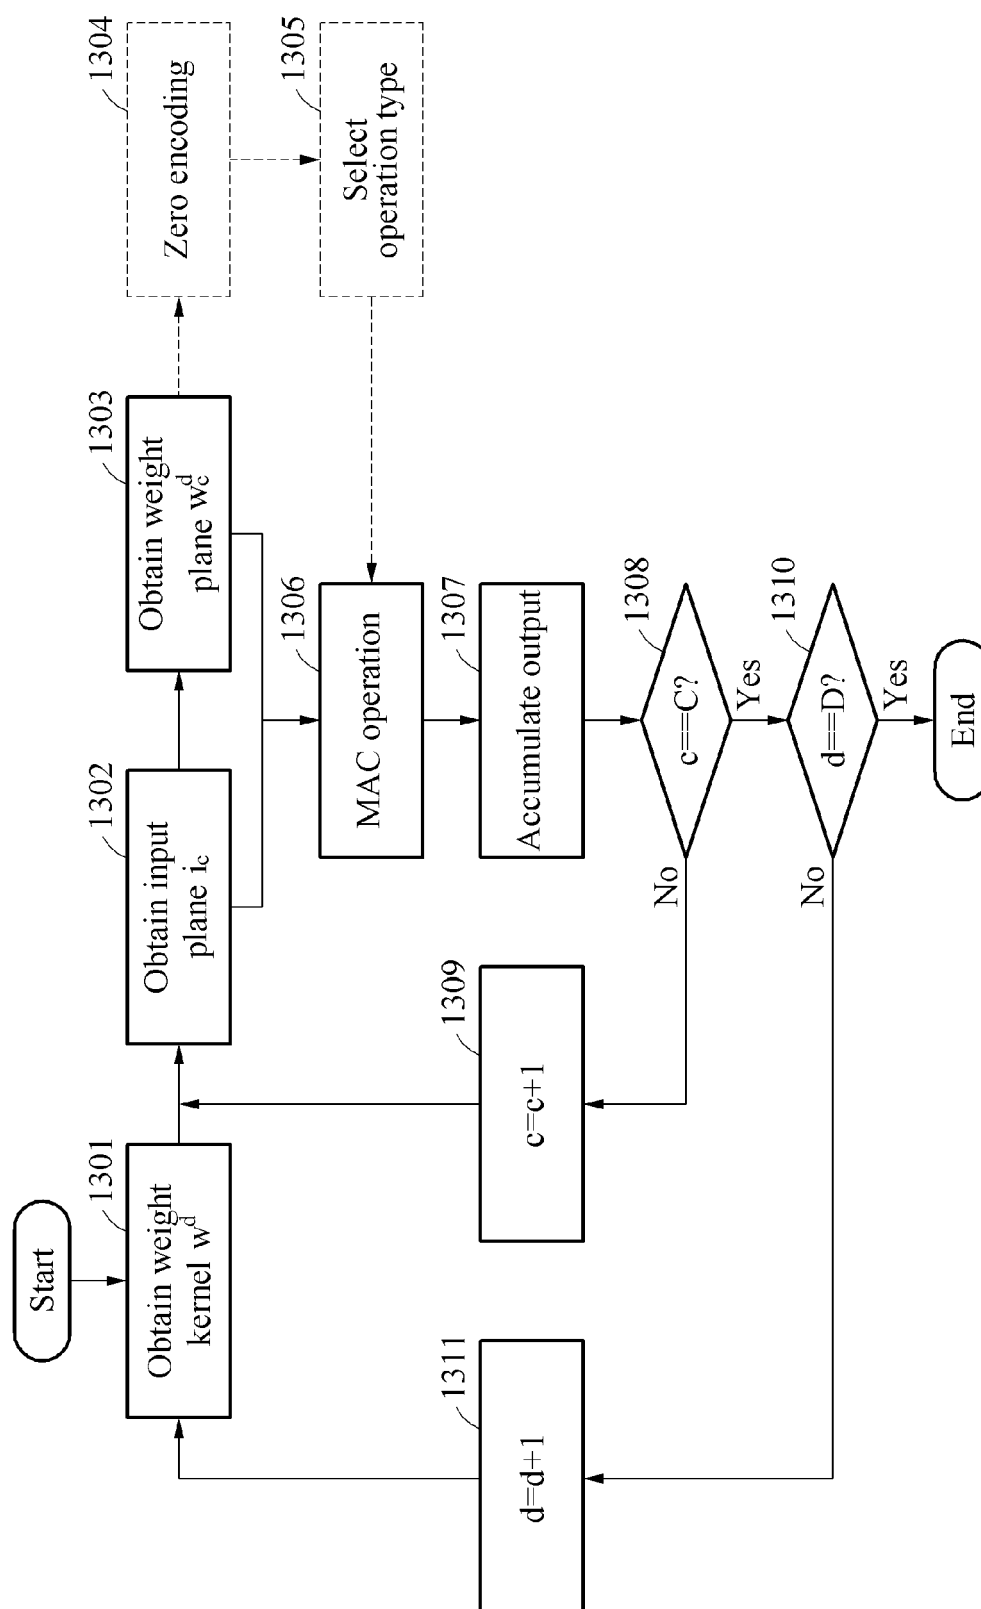 Start
1301
Obtain weight
kernel w^d
1302
Obtain input
plane i_c
1303
Obtain weight
plane w_c^d
1304
Zero encoding
1305
Select
operation type
1306
MAC operation
1307
Accumulate output
1308
c==C?
No
Yes
1309
c=c+1
1310
d==D?
No
Yes
1311
d=d+1
End